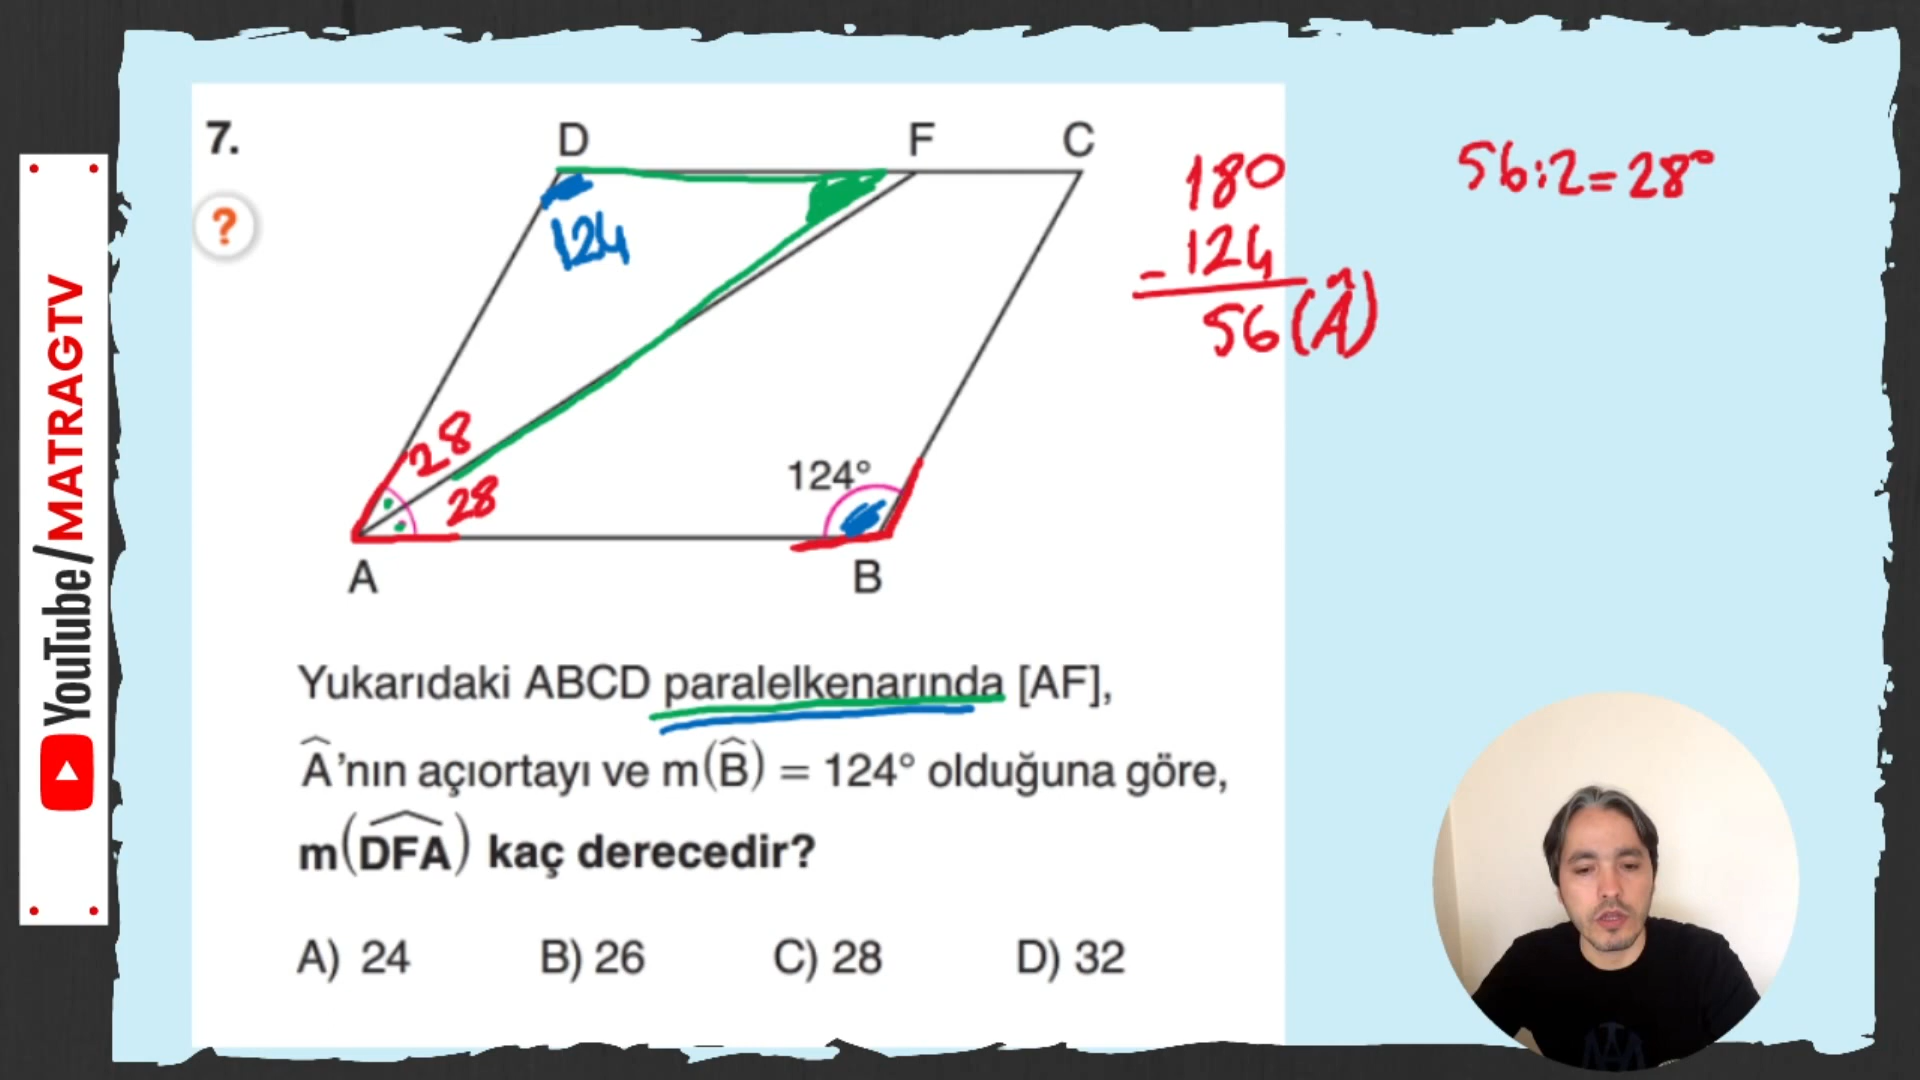 YouTube/MATRAGTV
7.
?
D F C
124
28
28
124°
A B
180
- 124
56 (Â)
56:2=28°
Yukarıdaki ABCD paralelkenarında [AF],
Â'nın açıortayı ve m(B̂) = 124° olduğuna göre,
m(DFA) kaç derecedir?
A) 24 B) 26 C) 28 D) 32